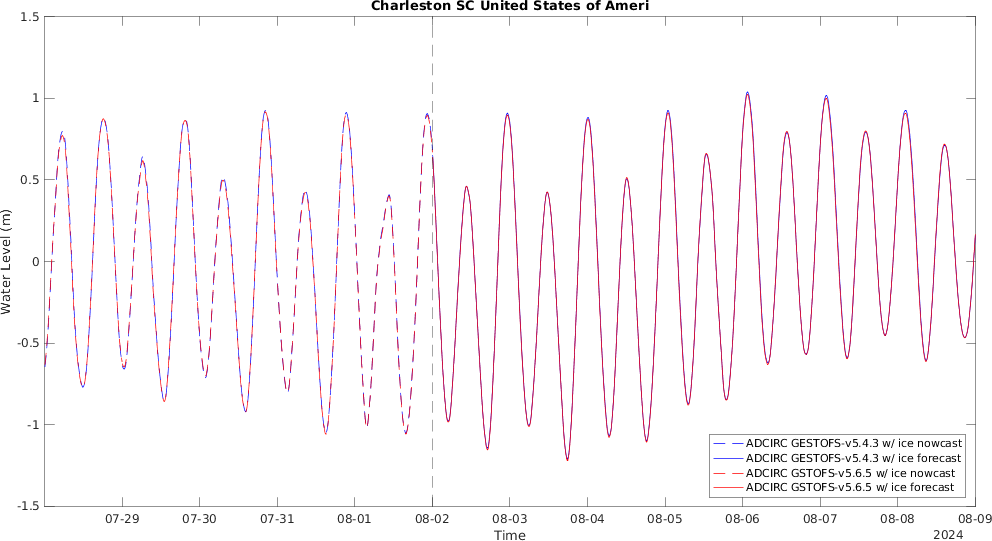 Charleston SC United States of Ameri
1.5
1
0.5
0
-0.5
-1
-1.5
Water Level (m)
ADCIRC GESTOFS-v5.4.3 w/ ice nowcast
ADCIRC GESTOFS-v5.4.3 w/ ice forecast
ADCIRC GSTOFS-v5.6.5 w/ ice nowcast
ADCIRC GSTOFS-v5.6.5 w/ ice forecast
07-29 07-30 07-31 08-01 08-02 08-03 08-04 08-05 08-06 08-07 08-08 08-09
Time
2024